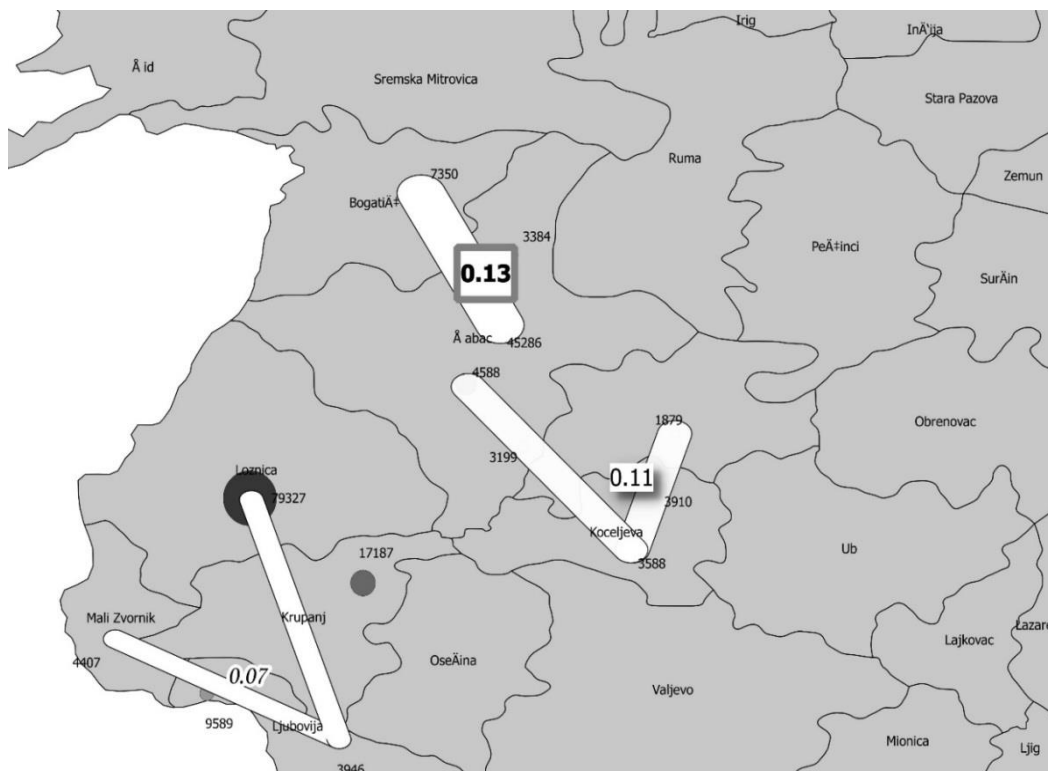 Irig
InÄ‘ija
Å id
Sremska Mitrovica
Stara Pazova
Ruma
Zemun
7350
BogatiÄ‡
3384
PeÄ‡inci
0.13
SurÄin
Å abac
45286
4588
1879
Obrenovac
3199
Loznica
0.11
79327
3910
Koceljeva
17187
3588
Ub
Krupanj
Mali Zvornik
Lajkovac
Łazare
4407
OseÄina
0.07
Valjevo
9589
Ljubovija
Mionica
Ljig
3946